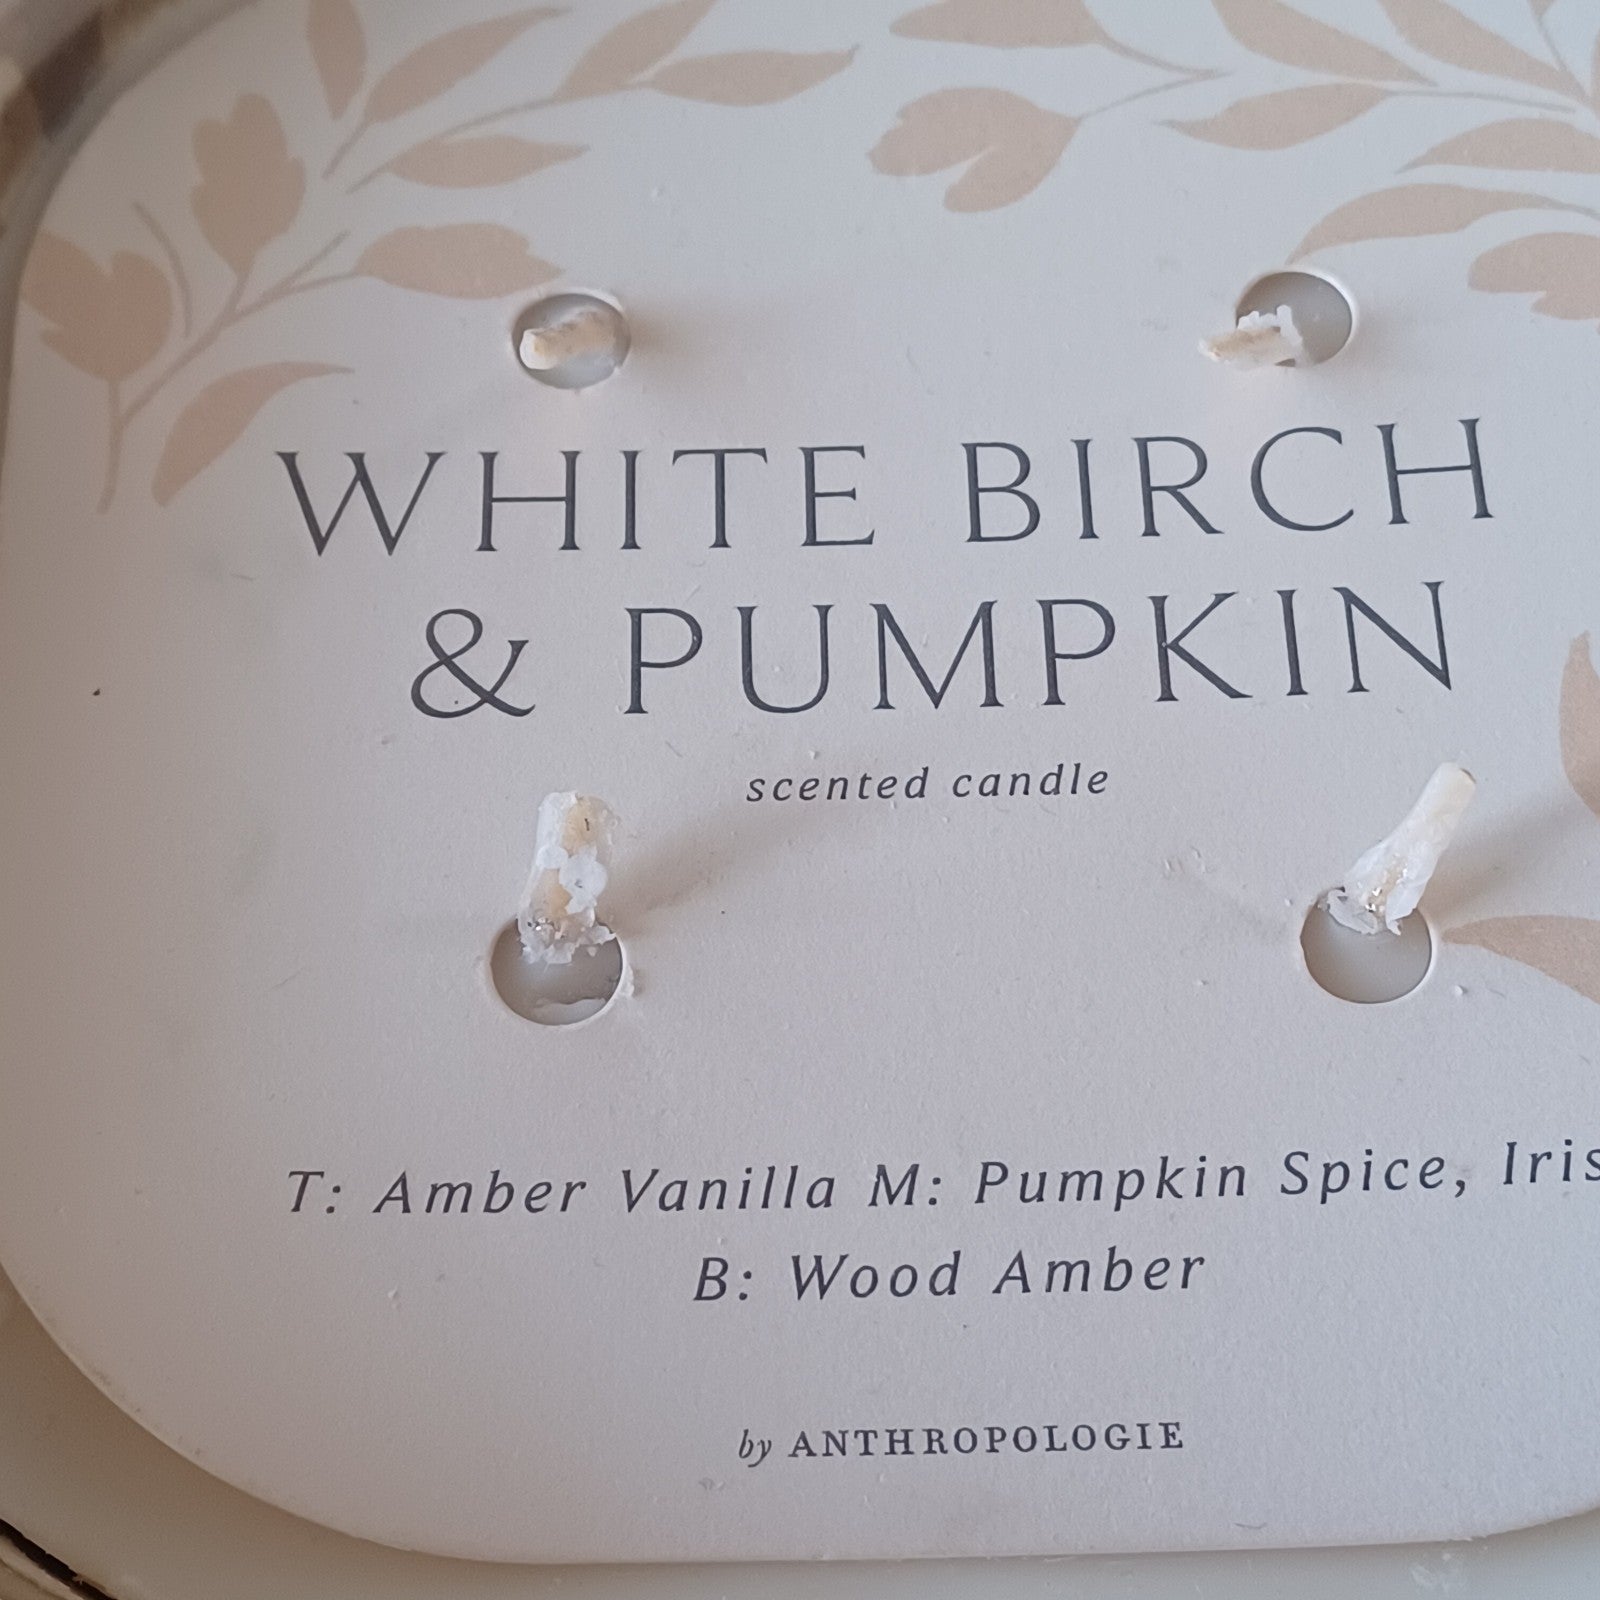 WHITE BIRCH
& PUMPKIN
scented candle
T: Amber Vanilla M: Pumpkin Spice, Iris
B: Wood Amber
by ANTHROPOLOGIE